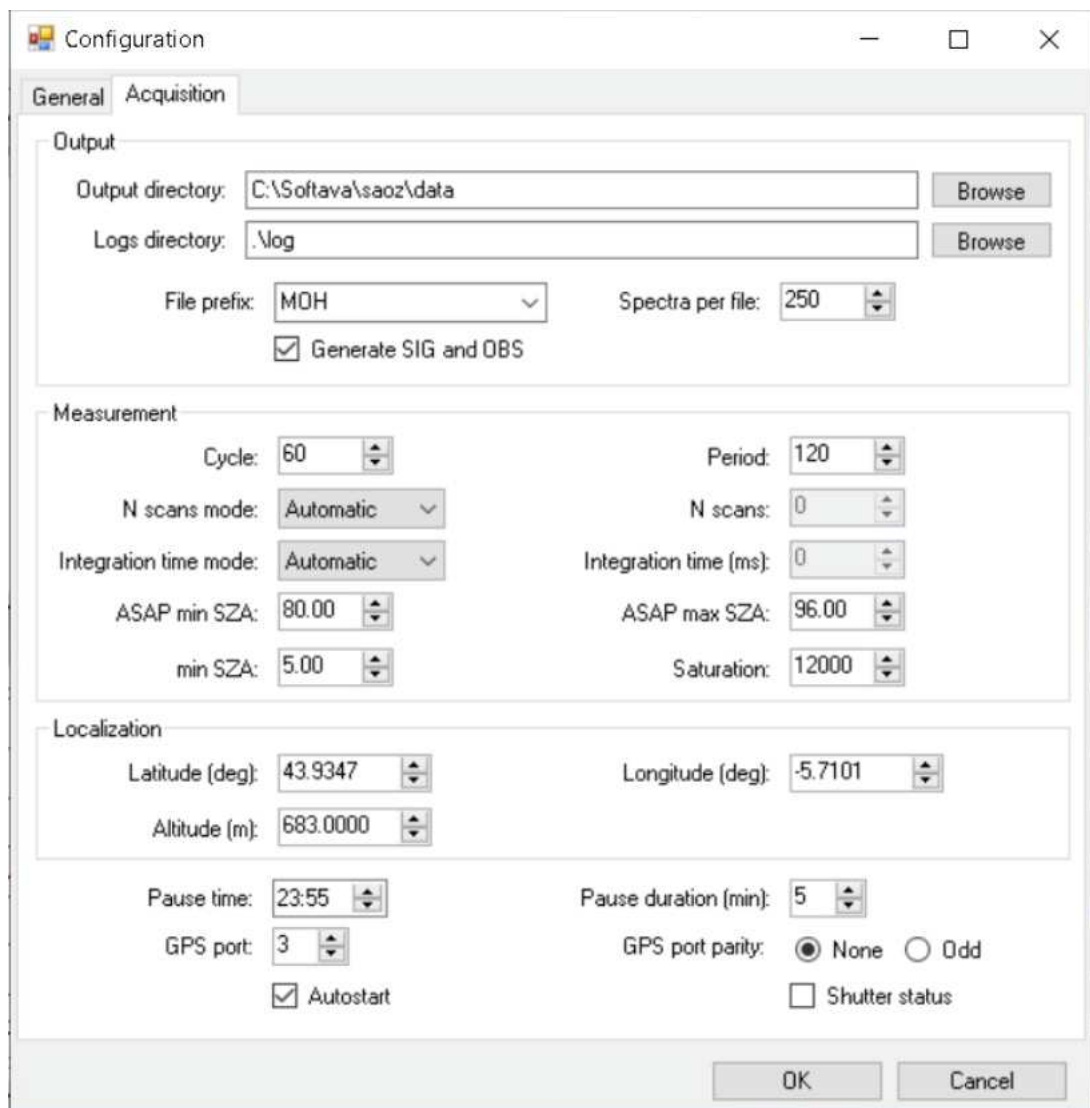 Configuration
General Acquisition
Output
Output directory: C:\Softava\saoz\data Browse
Logs directory: .\log Browse
File prefix: MOH Spectra per file: 250
Generate SIG and OBS
Measurement
Cycle: 60 Period: 120
N scans mode: Automatic N scans: 0
Integration time mode: Automatic Integration time (ms): 0
ASAP min SZA: 80.00 ASAP max SZA: 96.00
min SZA: 5.00 Saturation: 12000
Localization
Latitude (deg): 43.9347 Longitude (deg): -5.7101
Altitude (m): 683.0000
Pause time: 23:55 Pause duration (min): 5
GPS port: 3 GPS port parity: None Odd
Autostart Shutter status
OK Cancel